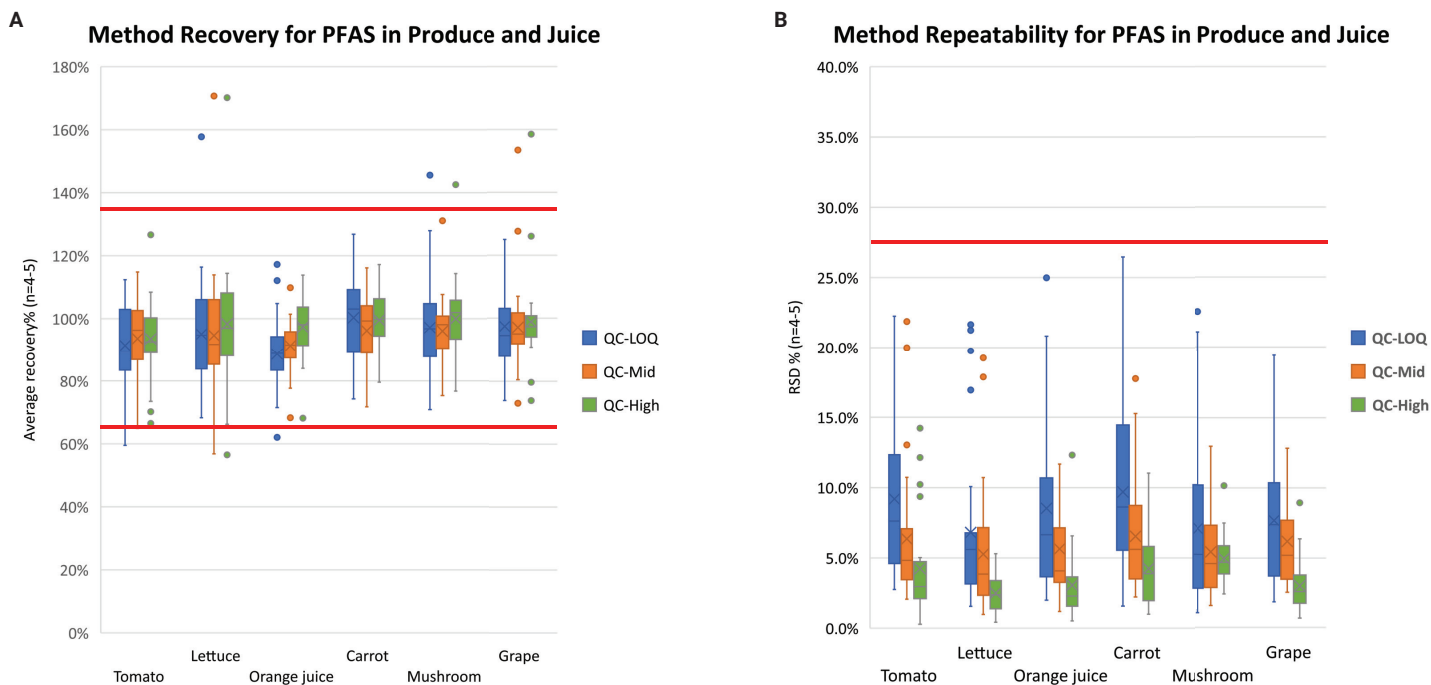 A
Method Recovery for PFAS in Produce and Juice
180%
160%
140%
120%
100%
80%
60%
40%
20%
0%
Average recovery% (n=4-5)
Tomato
Lettuce
Orange juice
Carrot
Mushroom
Grape
QC-LOQ
QC-Mid
QC-High
B
Method Repeatability for PFAS in Produce and Juice
40.0%
35.0%
30.0%
25.0%
20.0%
15.0%
10.0%
5.0%
0.0%
RSD % (n=4-5)
Tomato
Lettuce
Orange juice
Carrot
Mushroom
Grape
QC-LOQ
QC-Mid
QC-High